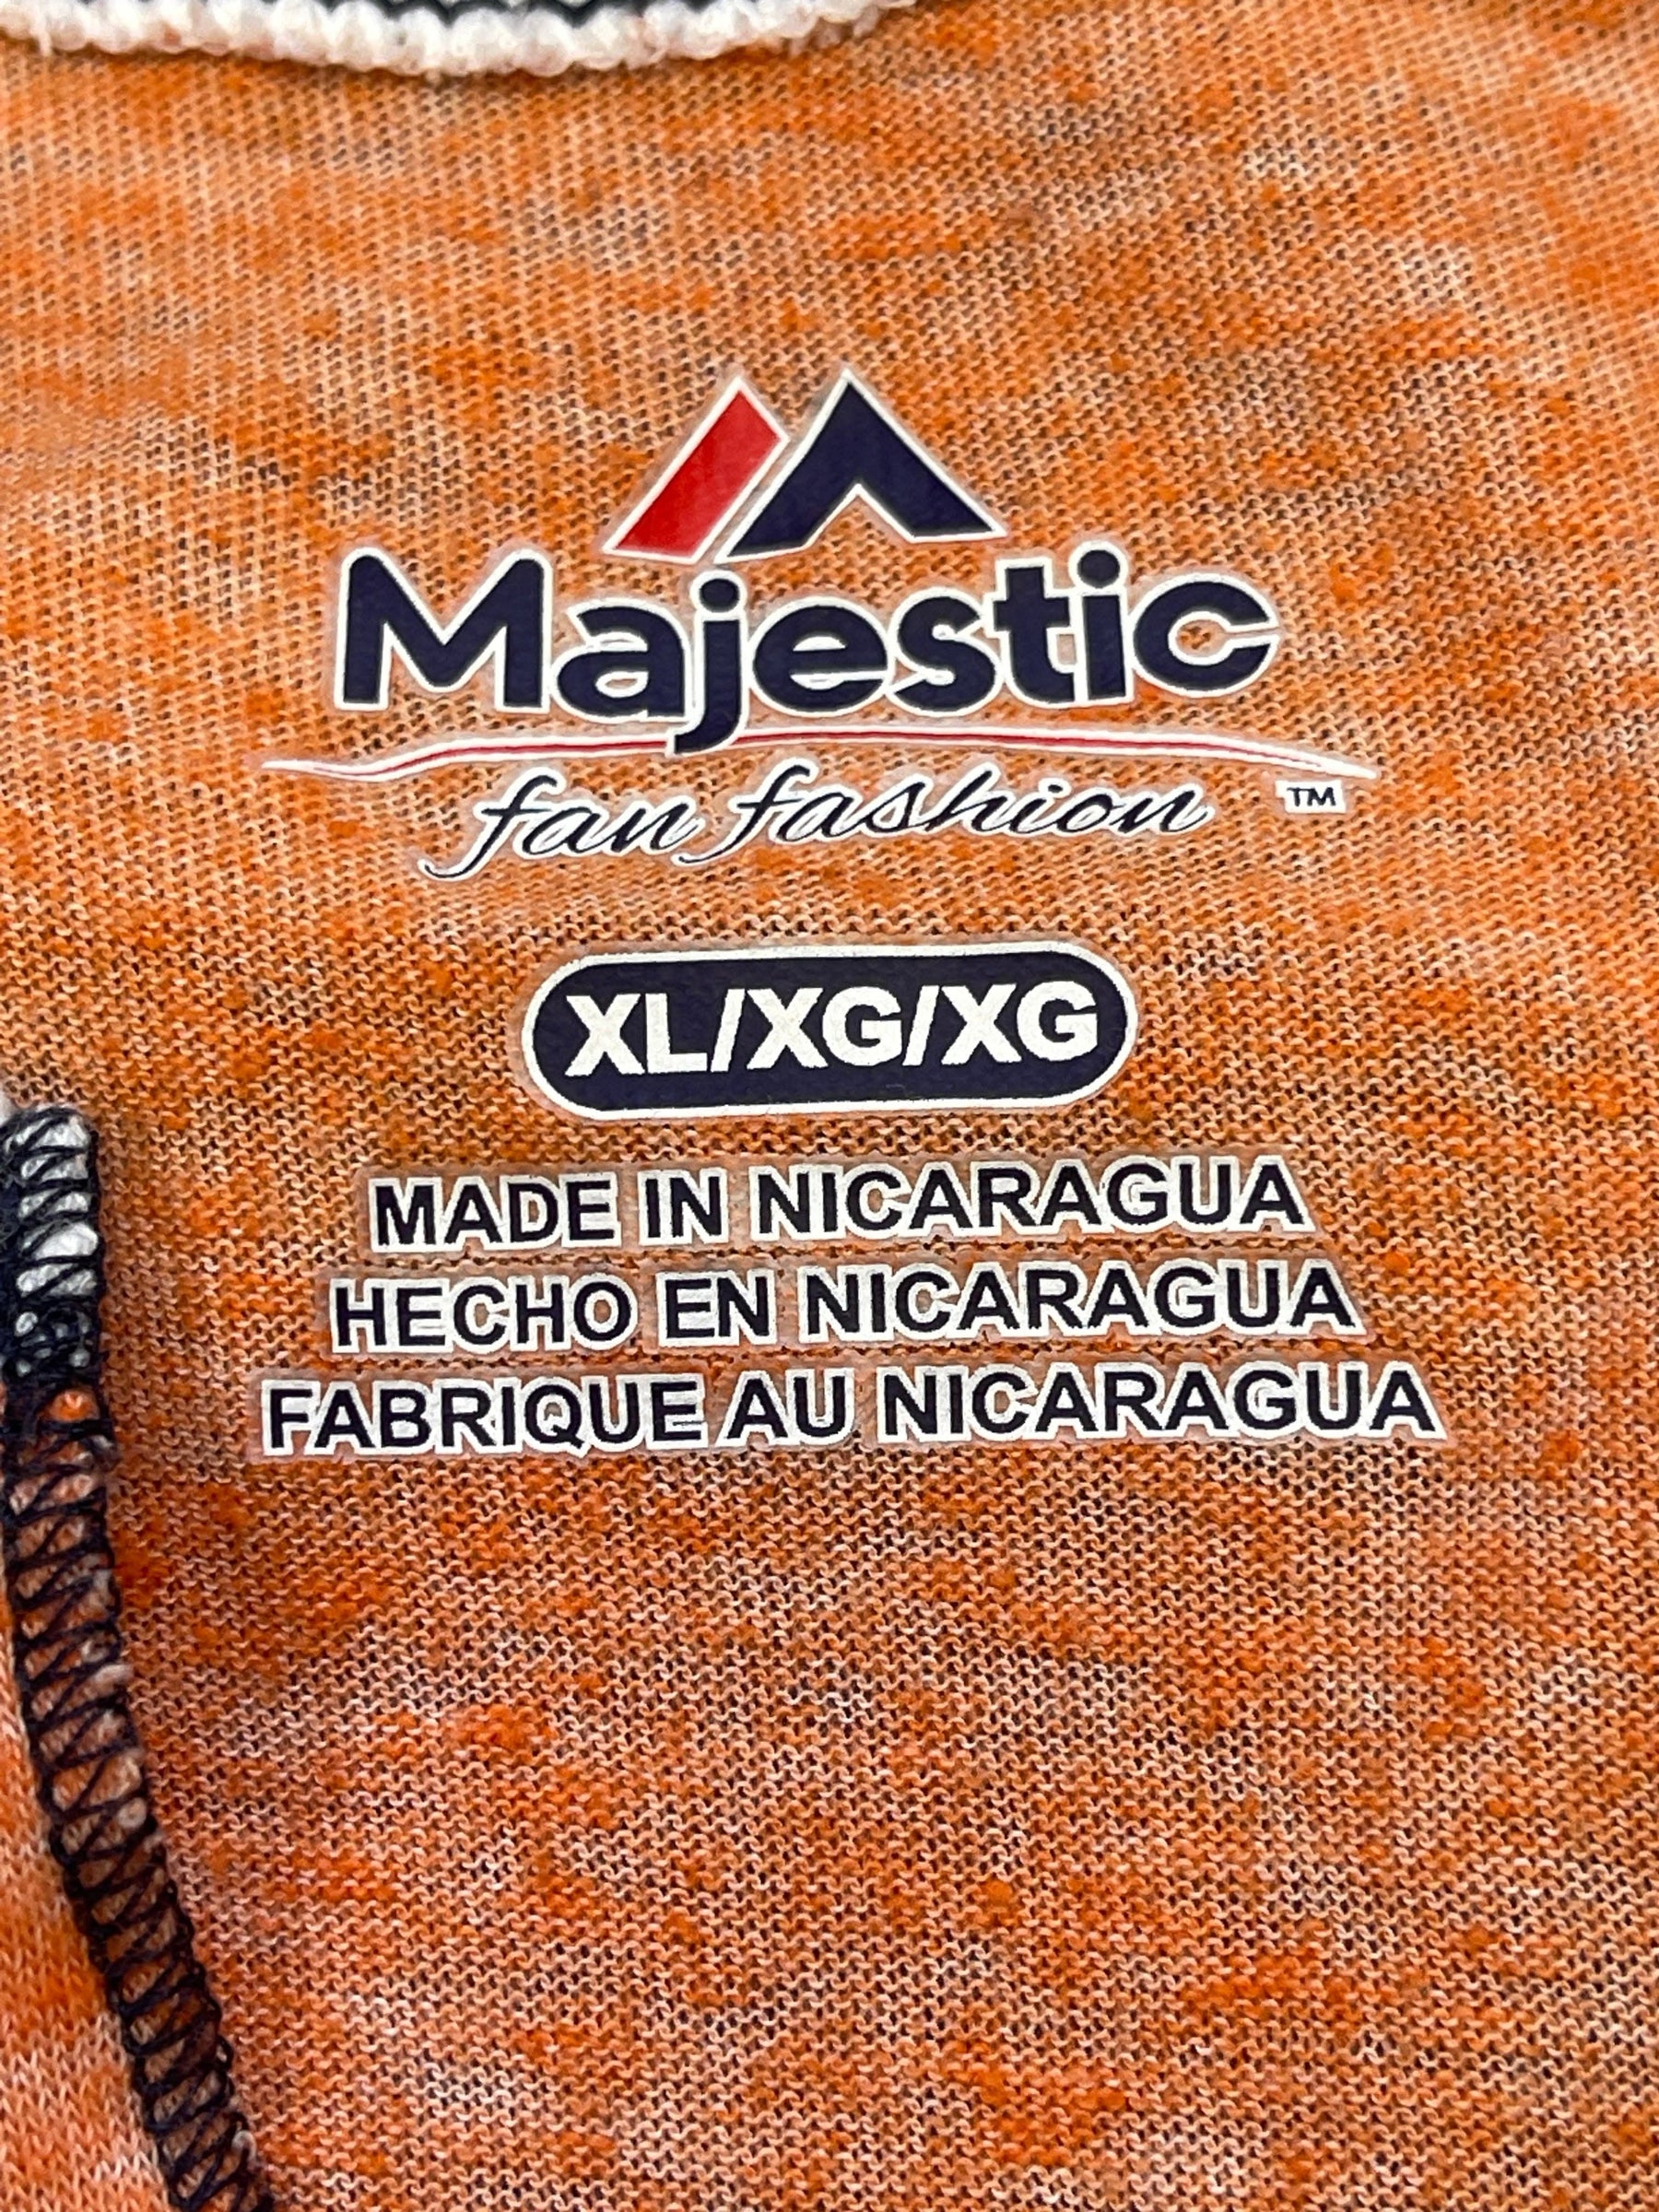 Majestic
fan fashion ™
XL/XG/XG
MADE IN NICARAGUA
HECHO EN NICARAGUA
FABRIQUE AU NICARAGUA